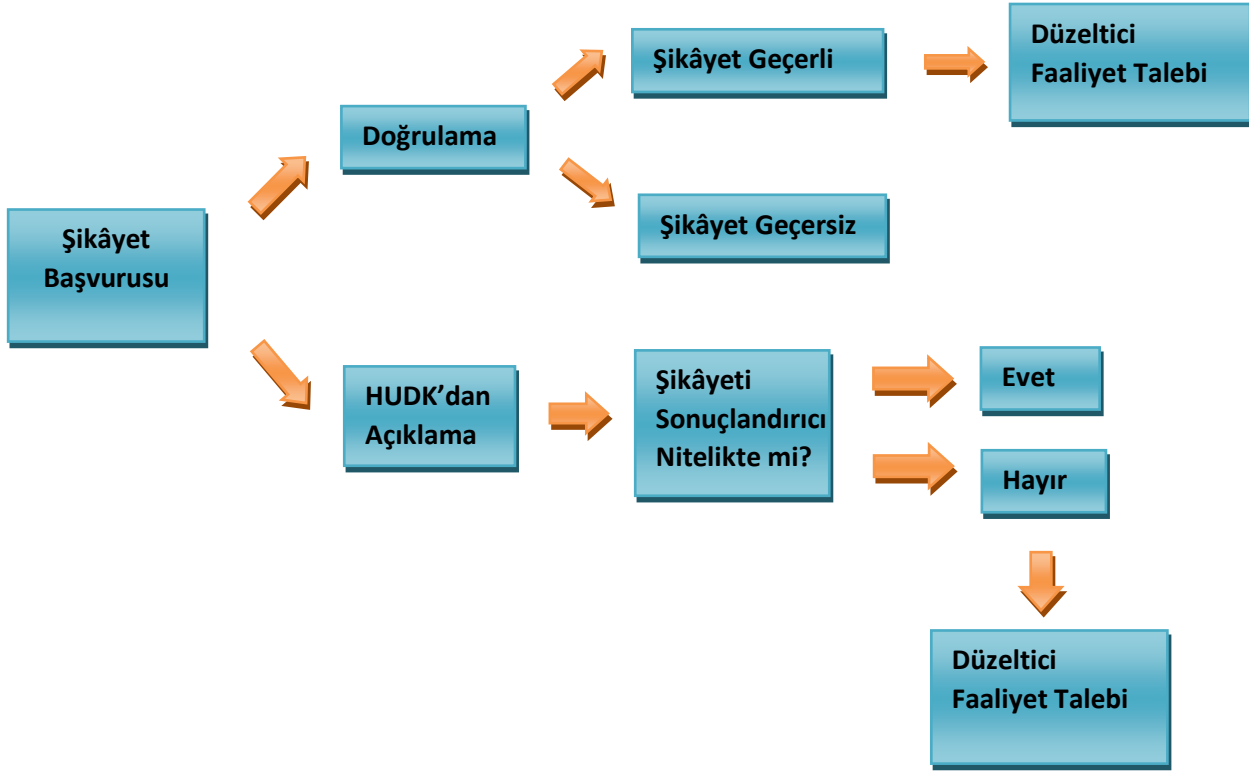 Şikâyet
Başvurusu
Doğrulama
Şikâyet Geçerli
Düzeltici
Faaliyet Talebi
Şikâyet Geçersiz
HUDK’dan
Açıklama
Şikâyeti
Sonuçlandırıcı
Nitelikte mi?
Evet
Hayır
Düzeltici
Faaliyet Talebi